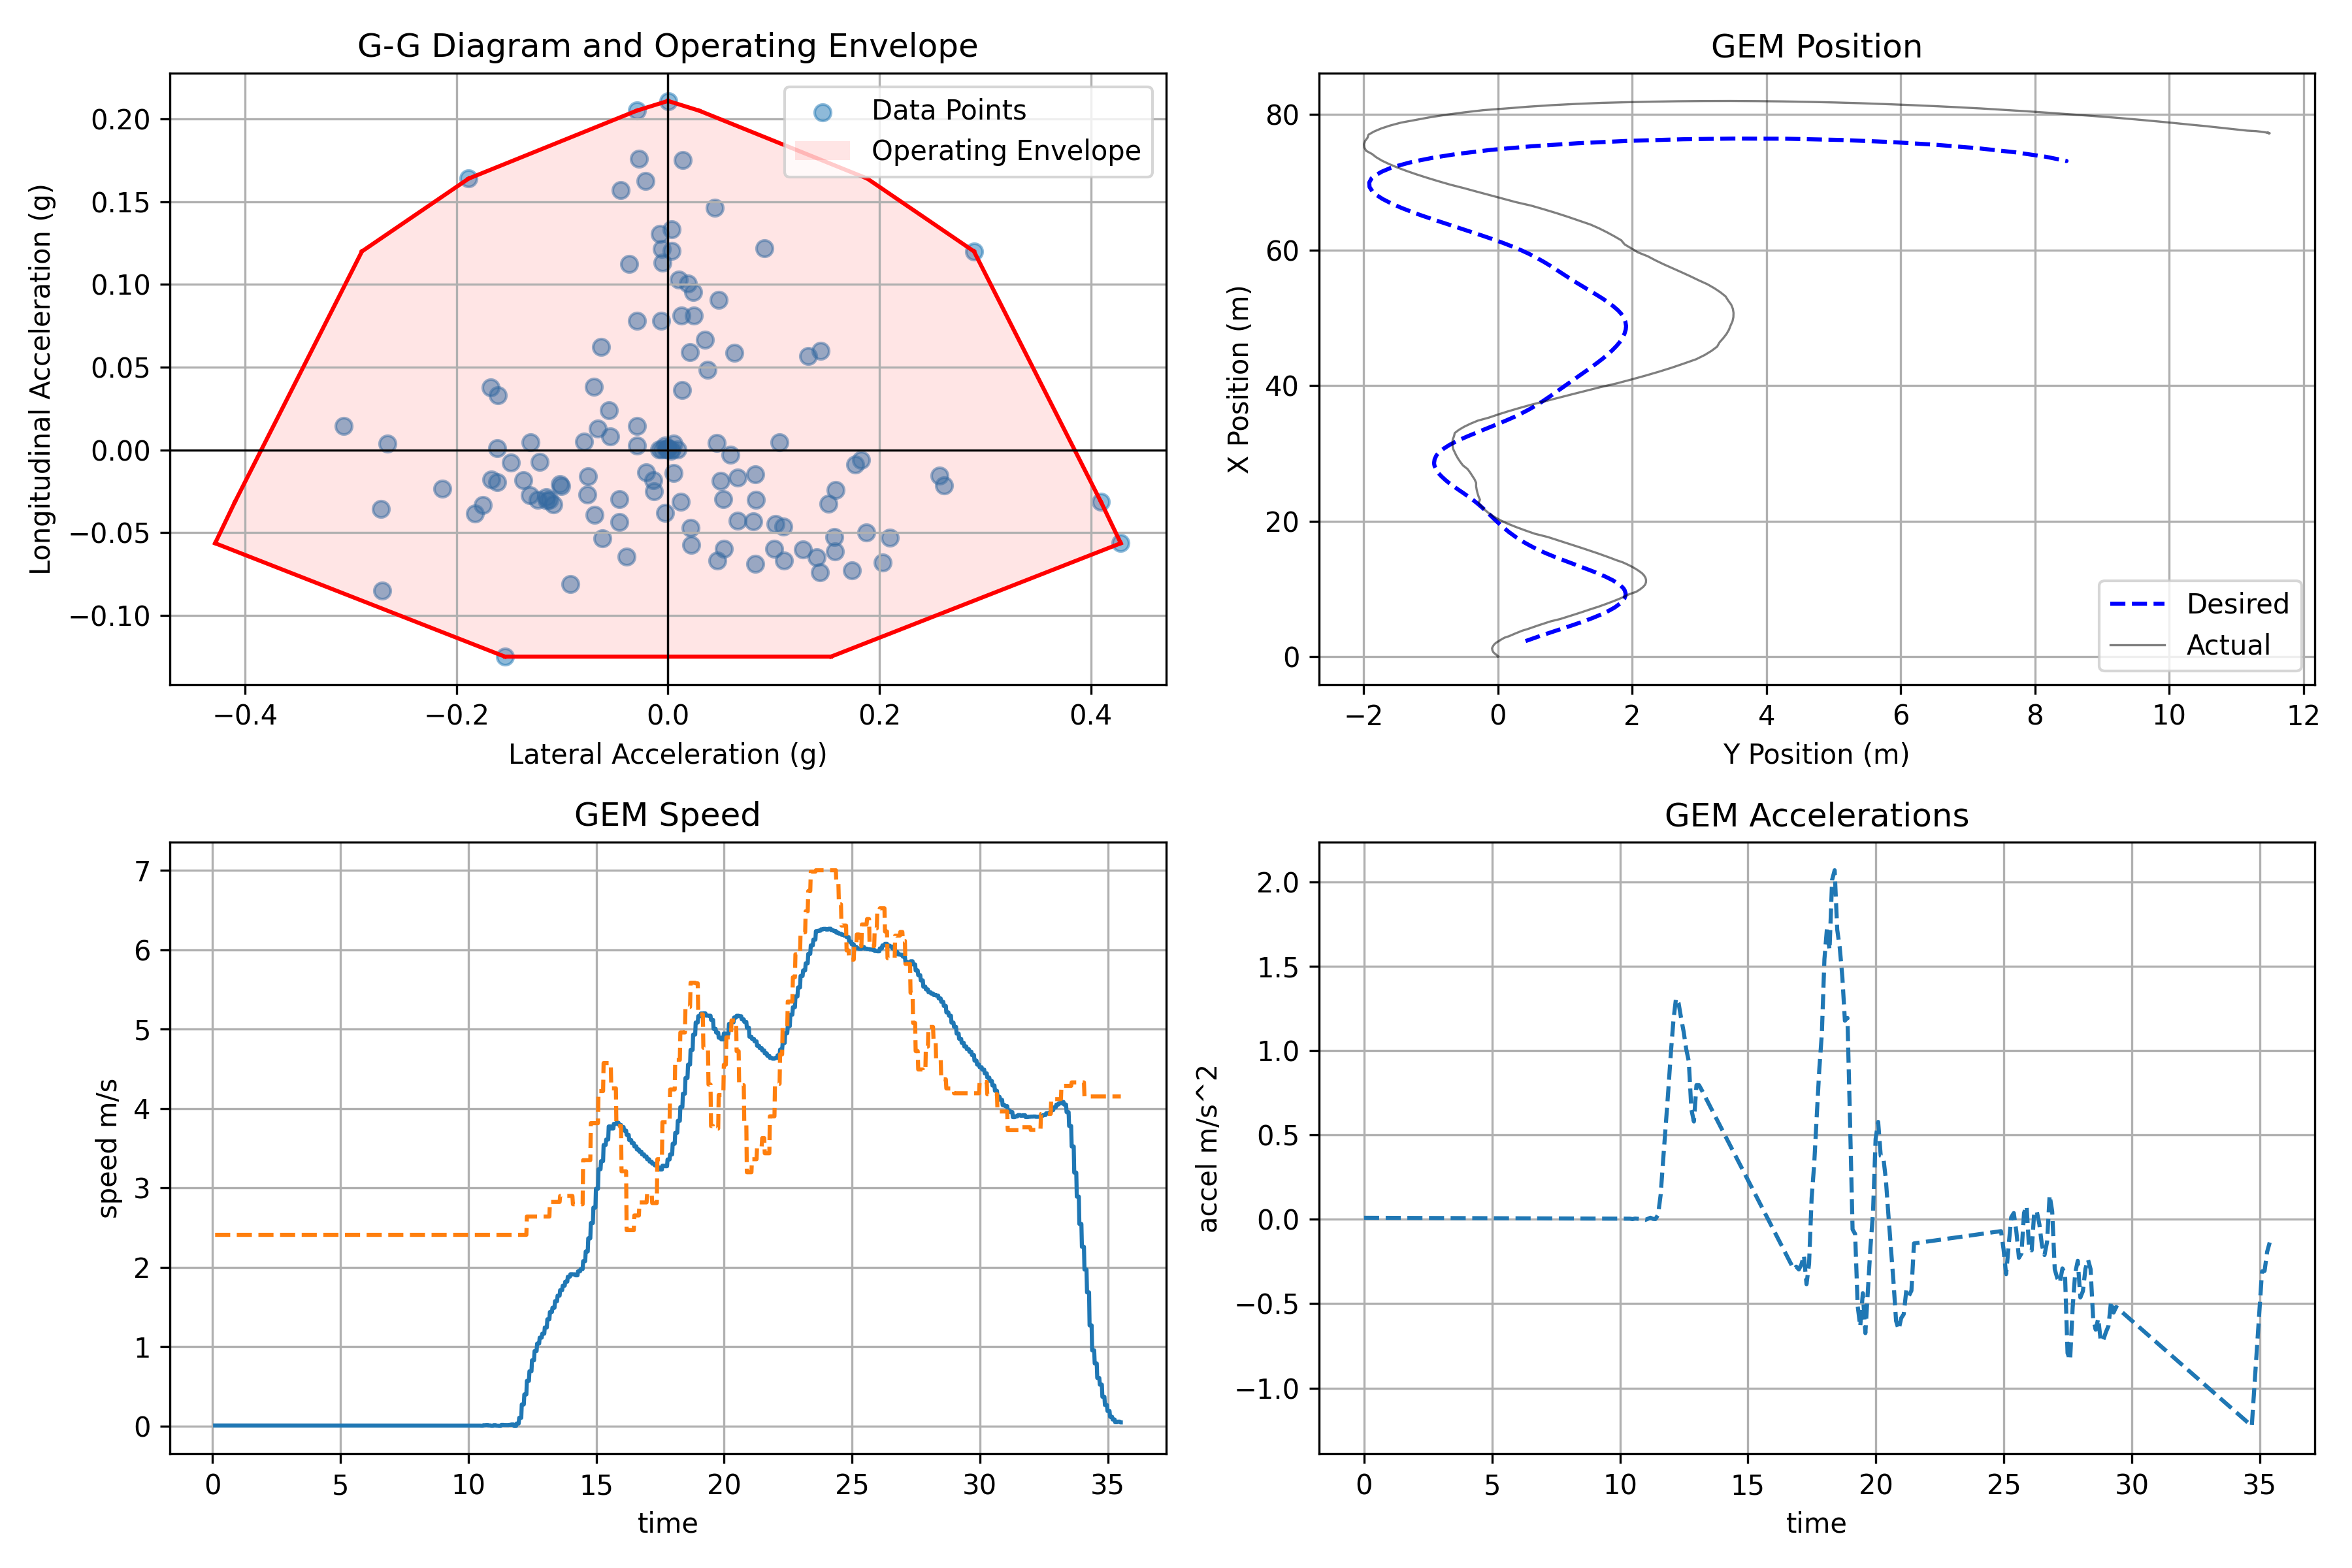 G-G Diagram and Operating Envelope
Data Points
Operating Envelope
0.20
0.15
0.10
0.05
0.00
−0.05
−0.10
Longitudinal Acceleration (g)
−0.4 −0.2 0.0 0.2 0.4
Lateral Acceleration (g)
GEM Position
80
60
40
20
0
X Position (m)
Desired
Actual
−2 0 2 4 6 8 10 12
Y Position (m)
GEM Speed
7
6
5
4
3
2
1
0
speed m/s
0 5 10 15 20 25 30 35
time
GEM Accelerations
2.0
1.5
1.0
0.5
0.0
−0.5
−1.0
accel m/s^2
0 5 10 15 20 25 30 35
time